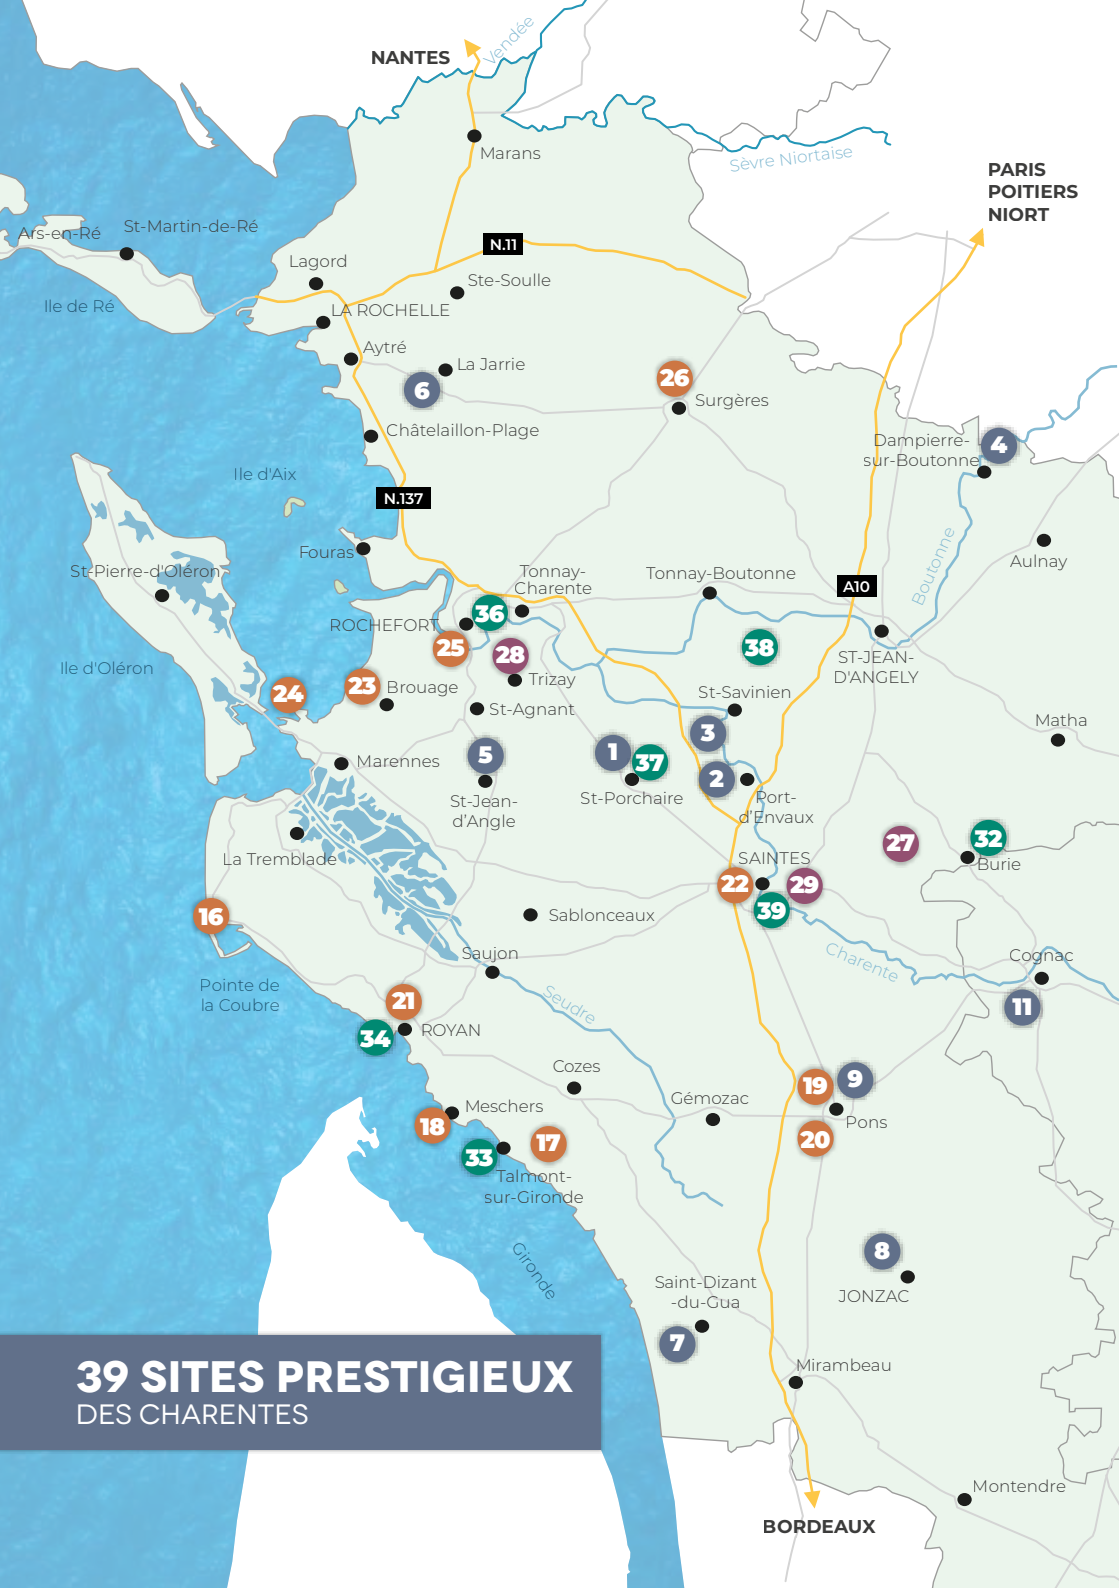 NANTES
Vendée
Marans
Sèvre Niortaise
PARIS
POITIERS
NIORT
Ars-en-Ré
St-Martin-de-Ré
N.11
Lagord
Ste-Soulle
Ile de Ré
LA ROCHELLE
Aytré
La Jarrie
6
26
Surgères
Châtelaillon-Plage
Dampierre-
sur-Boutonne
4
Ile d'Aix
N.137
Boutonne
Aulnay
Fouras
St-Pierre-d'Oléron
Tonnay-
Charente
Tonnay-Boutonne
A10
36
ROCHEFORT
25
28
38
ST-JEAN-
D'ANGELY
Ile d'Oléron
Trizay
24
23
Brouage
St-Agnant
St-Savinien
Matha
3
5
1
37
2
Marennes
St-Jean-
d’Angle
St-Porchaire
Port-
d’Envaux
La Tremblade
27
32
Burie
SAINTES
22
29
39
16
Sablonceaux
Charente
Saujon
Cognac
Pointe de
la Coubre
Seudre
21
11
34
ROYAN
Cozes
19
9
Gémozac
Meschers
18
Pons
17
20
33
Talmont-
sur-Gironde
Gironde
8
Saint-Dizant
-du-Gua
JONZAC
7
Mirambeau
39 SITES PRESTIGIEUX
DES CHARENTES
Montendre
BORDEAUX